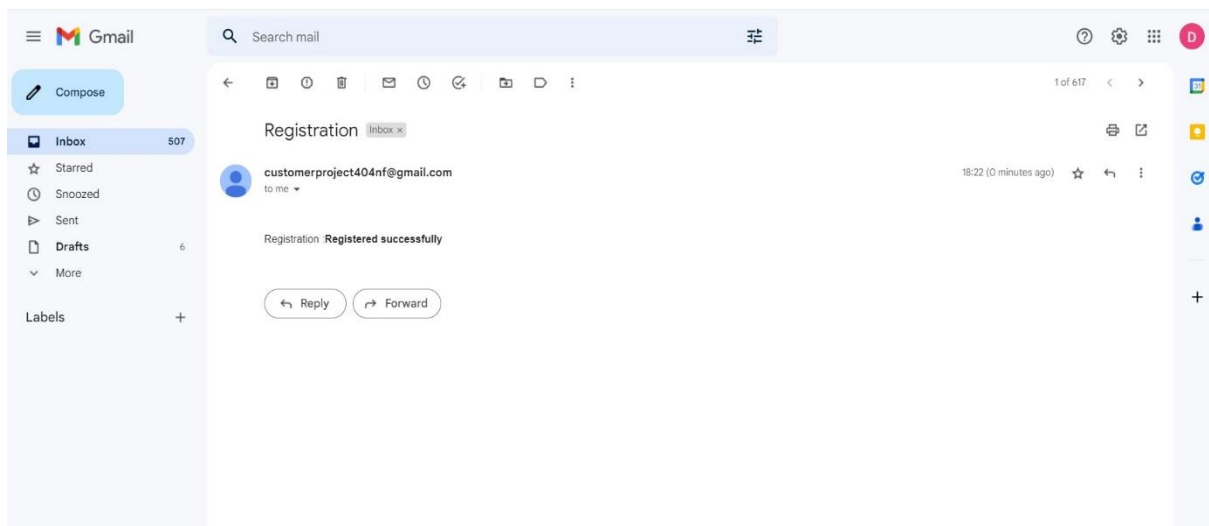 Gmail
Search mail
D
Compose
1 of 617
31
Registration Inbox ×
Inbox 507
Starred
customerproject404nf@gmail.com 18:22 (0 minutes ago)
to me
Snoozed
Sent
Registration :Registered successfully
Drafts 6
More
Reply Forward
Labels